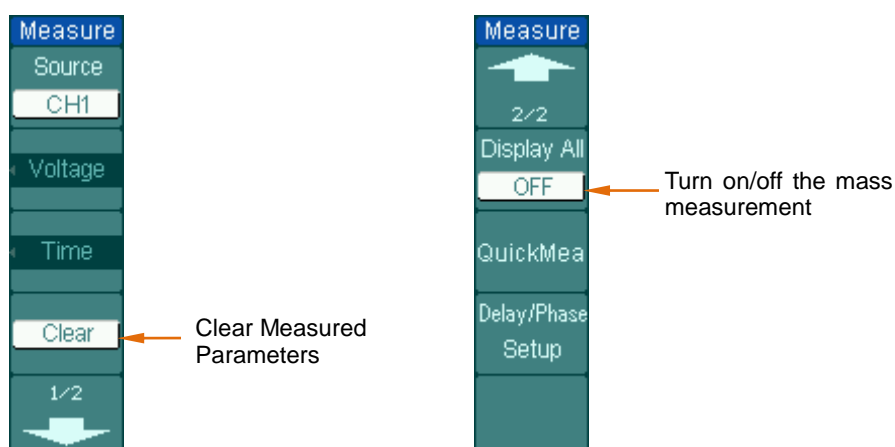 Measure
Source
CH1
Voltage
Time
Clear
1/2
Clear Measured
Parameters
Measure
2/2
Display All
OFF
QuickMea
Delay/Phase
Setup
Turn on/off the mass
measurement